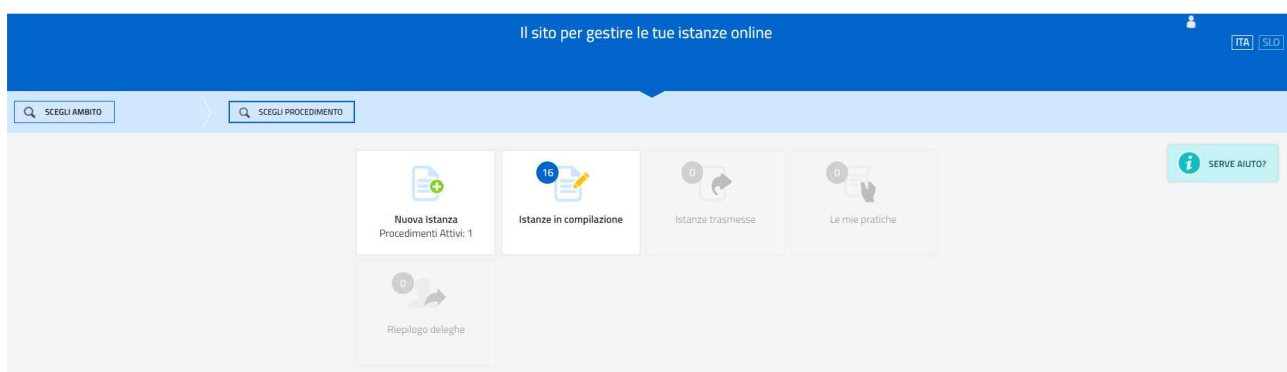 Il sito per gestire le tue istanze online
ITA SLO
SCEGLI AMBITO
SCEGLI PROCEDIMENTO
SERVE AIUTO?
Nuova Istanza
Procedimenti Attivi: 1
16
Istanze in compilazione
0
Istanze trasmesse
0
Le mie pratiche
0
Riepilogo deleghe